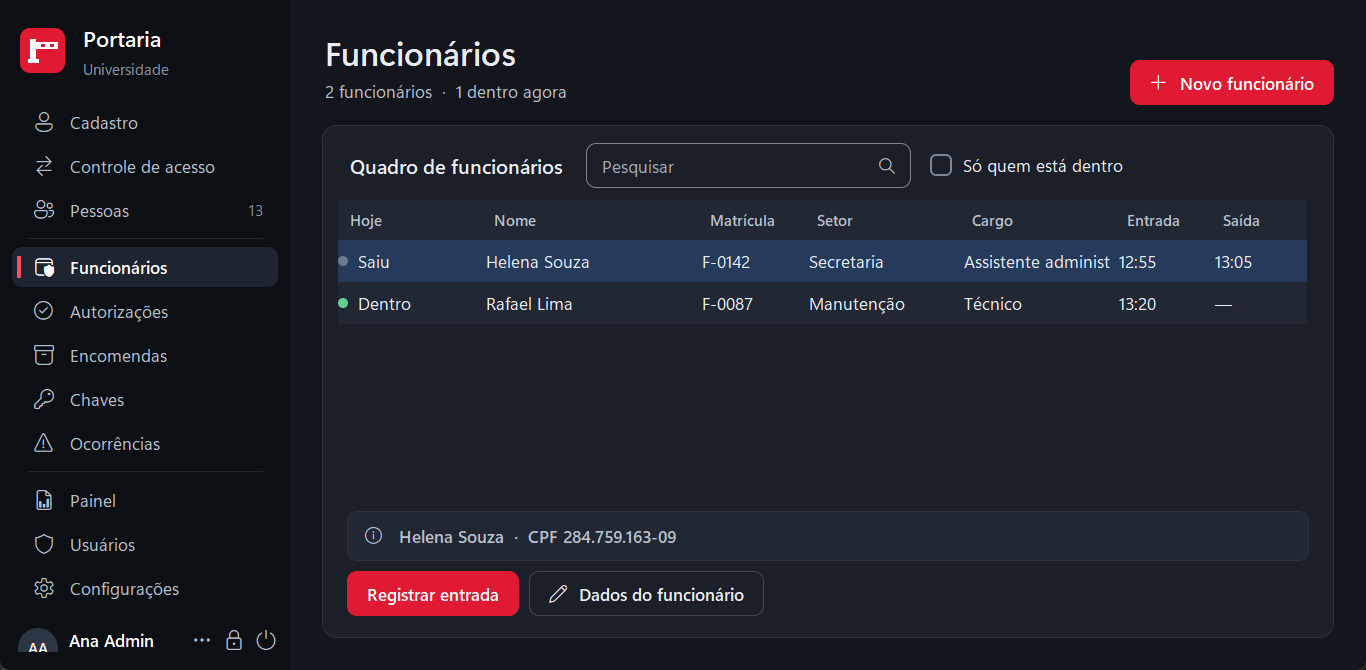 Portaria
Universidade
Cadastro
Controle de acesso
Pessoas 13
Funcionários
Autorizações
Encomendas
Chaves
Ocorrências
Painel
Usuários
Configurações
AA Ana Admin
Funcionários
2 funcionários · 1 dentro agora
Novo funcionário
Quadro de funcionários Pesquisar Só quem está dentro
Hoje Nome Matrícula Setor Cargo Entrada Saída
Saiu Helena Souza F-0142 Secretaria Assistente administ 12:55 13:05
Dentro Rafael Lima F-0087 Manutenção Técnico 13:20 —
Helena Souza · CPF 284.759.163-09
Registrar entrada Dados do funcionário